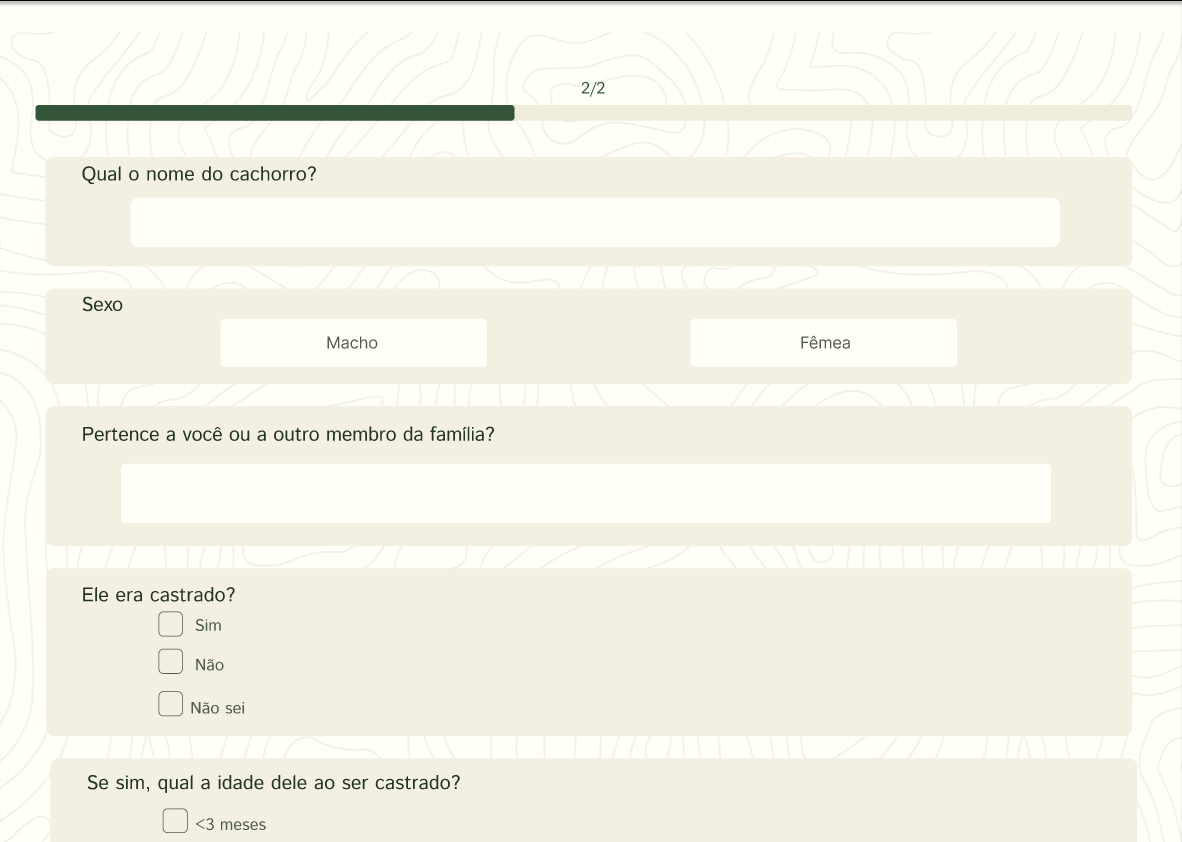 2/2
Qual o nome do cachorro?
Sexo
Macho
Fêmea
Pertence a você ou a outro membro da família?
Ele era castrado?
Sim
Não
Não sei
Se sim, qual a idade dele ao ser castrado?
<3 meses